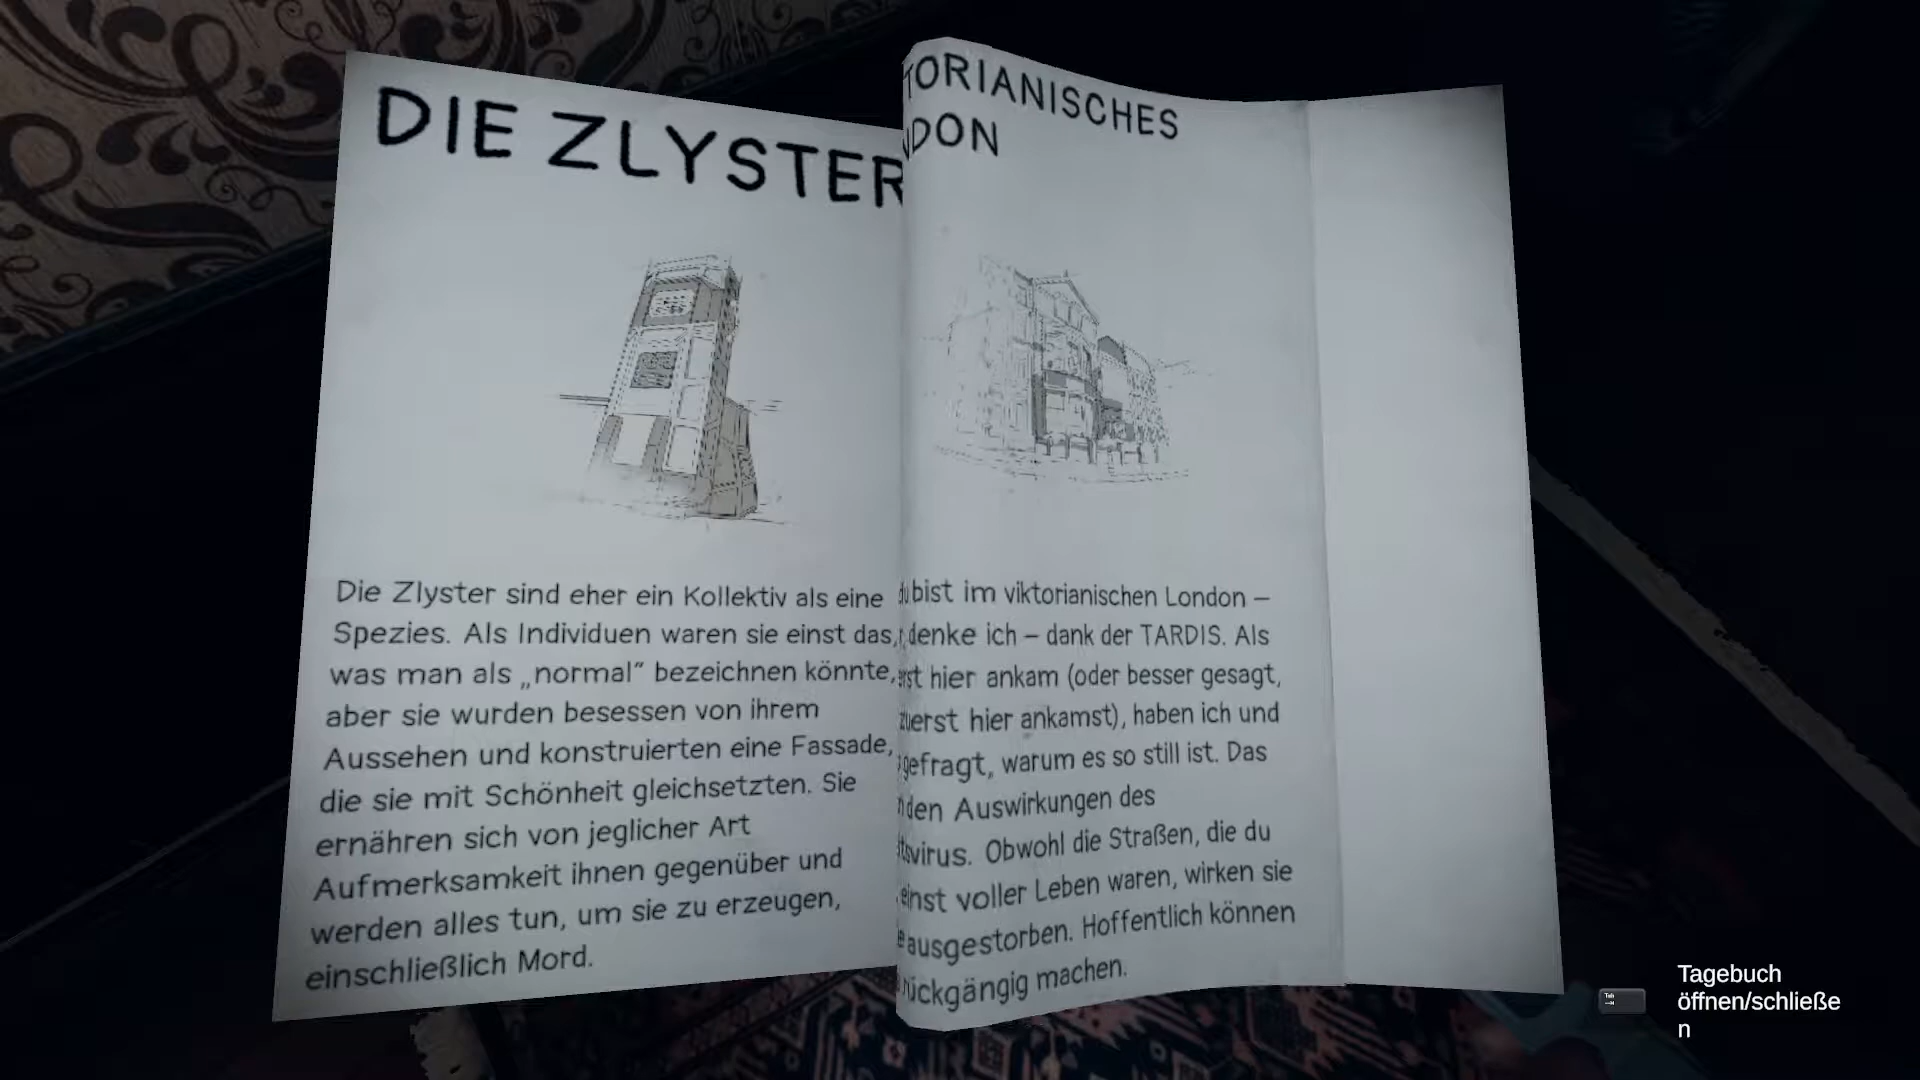 DIE ZLYSTER
Die Zlyster sind eher ein Kollektiv als eine
Spezies. Als Individuen waren sie einst das,
was man als „normal“ bezeichnen könnte,
aber sie wurden besessen von ihrem
Aussehen und konstruierten eine Fassade,
die sie mit Schönheit gleichsetzten. Sie
ernähren sich von jeglicher Art
Aufmerksamkeit ihnen gegenüber und
werden alles tun, um sie zu erzeugen,
einschließlich Mord.
TORIANISCHES
DON
du bist im viktorianischen London –
denke ich – dank der TARDIS. Als
hier ankam (oder besser gesagt,
hier ankamst), haben ich und
gefragt, warum es so still ist. Das
den Auswirkungen des
virus. Obwohl die Straßen, die du
einst voller Leben waren, wirken sie
ausgestorben. Hoffentlich können
rückgängig machen.
Tab
Tagebuch
öffnen/schließe
n